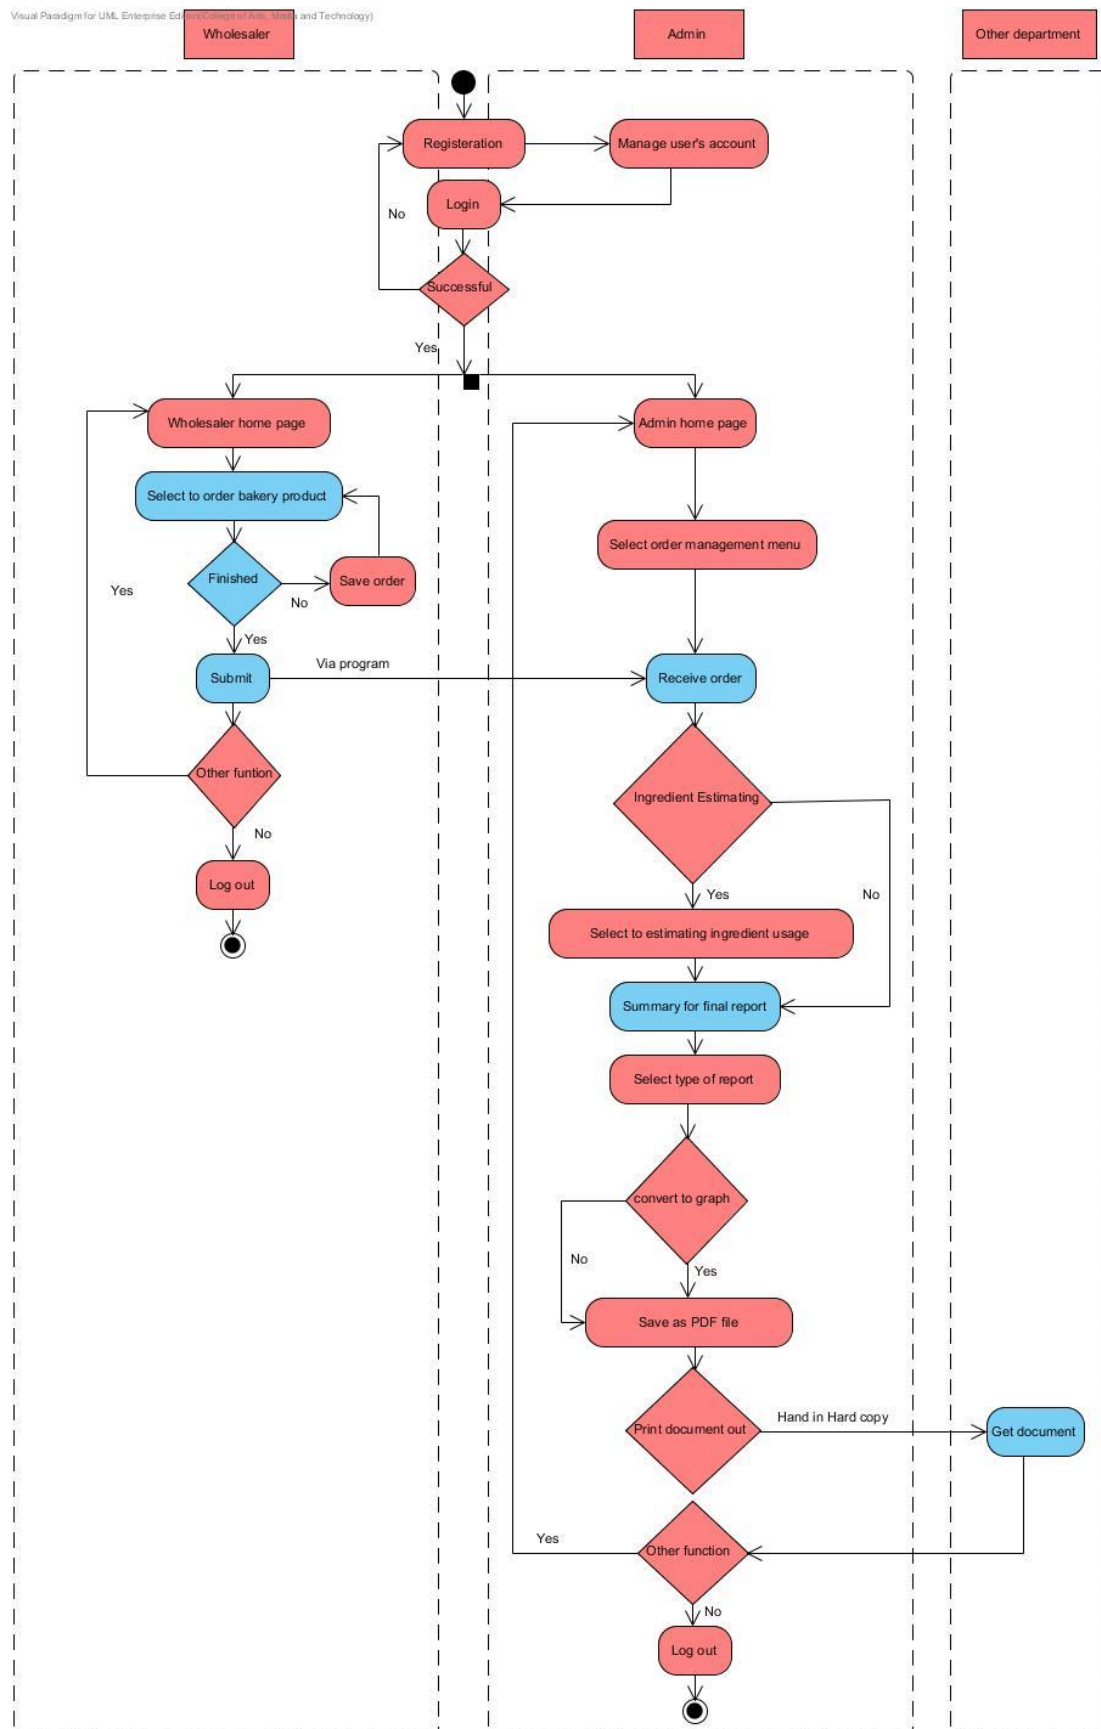 Visual Paradigm for UML Enterprise Edition(College of Arts, Media and Technology)
Wholesaler
Admin
Other department
Registeration
Manage user's account
Login
No
Successful
Yes
Wholesaler home page
Admin home page
Select to order bakery product
Select order management menu
Finished
Save order
Yes
No
Yes
Via program
Submit
Receive order
Other funtion
Ingredient Estimating
No
Log out
Yes
No
Select to estimating ingredient usage
Summary for final report
Select type of report
convert to graph
No
Yes
Save as PDF file
Hand in Hard copy
Print document out
Get document
Yes
Other function
No
Log out